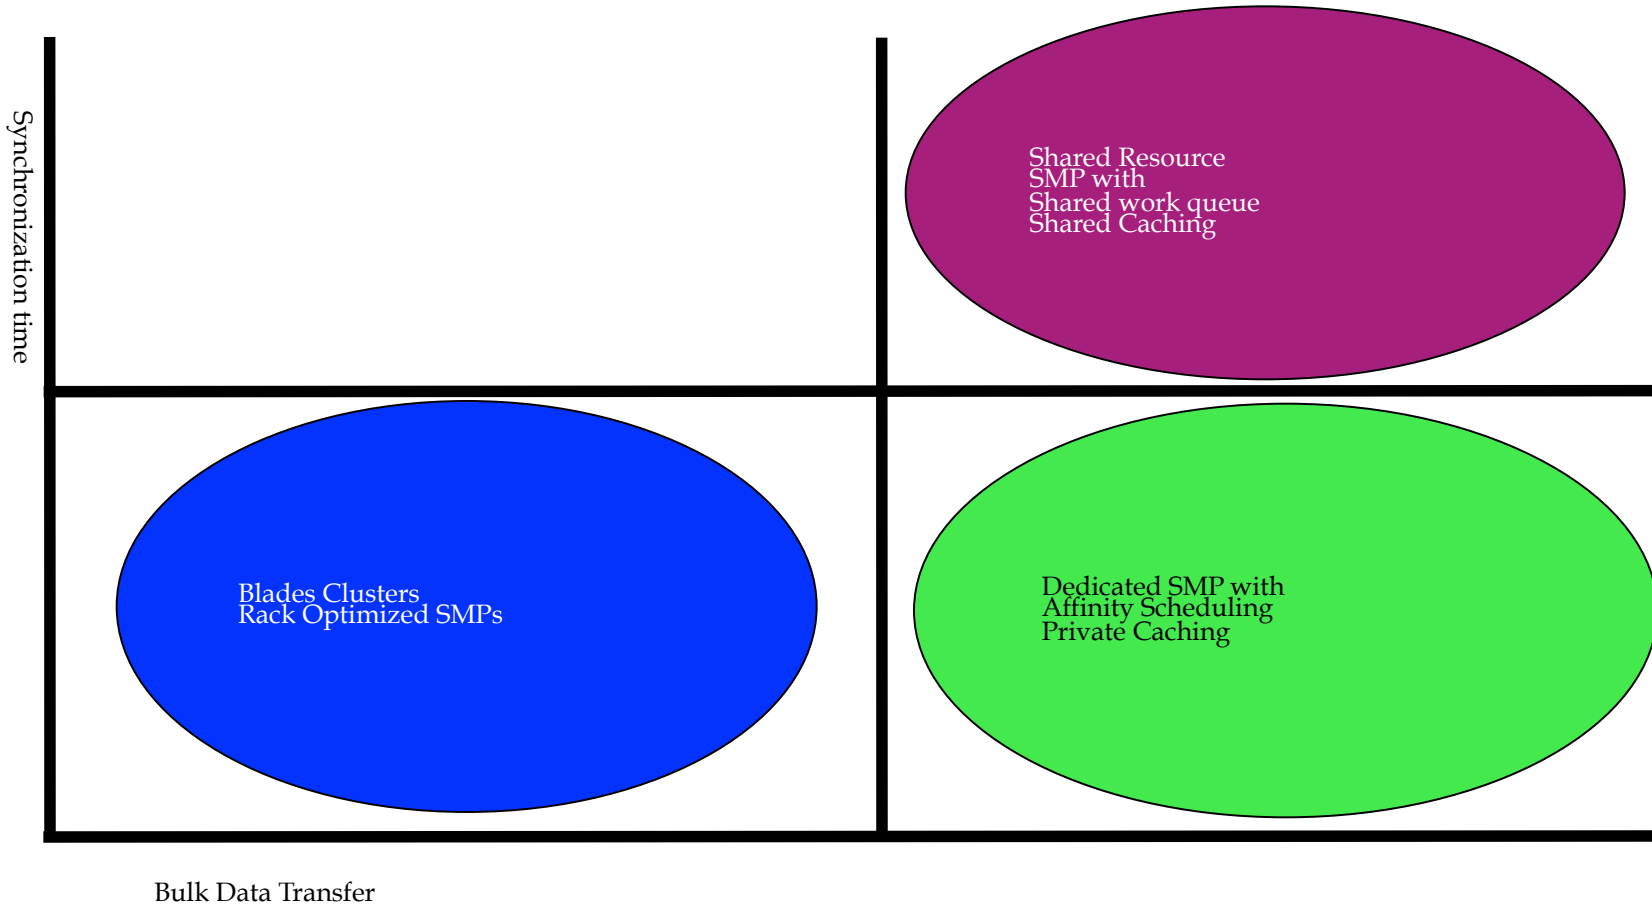 Synchronization time
Shared Resource
SMP with
Shared work queue
Shared Caching
Blades Clusters
Rack Optimized SMPs
Dedicated SMP with
Affinity Scheduling
Private Caching
Bulk Data Transfer